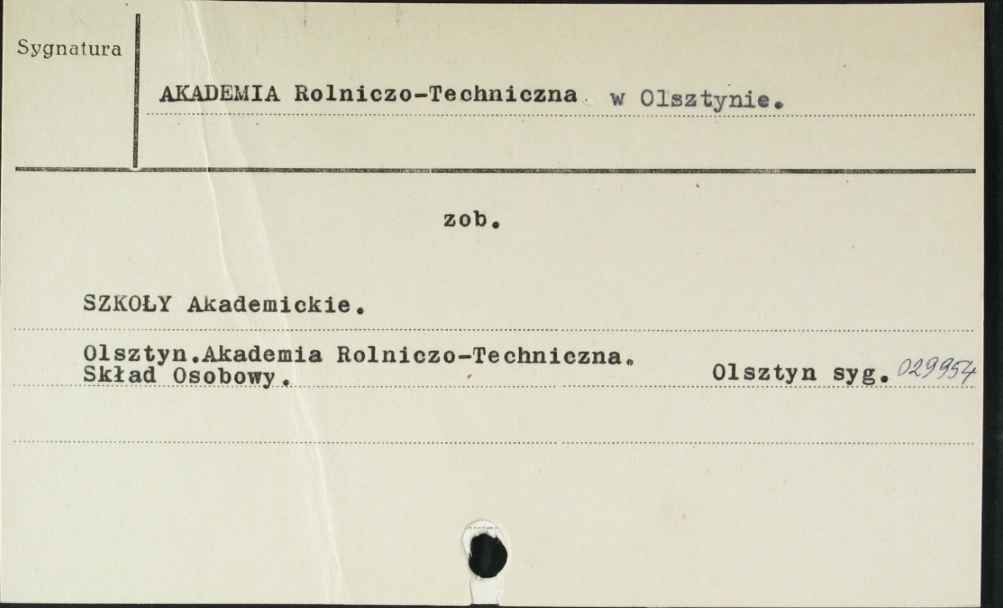 Sygnatura
AKADEMIA Rolniczo-Techniczna w Olsztynie.
zob.
SZKOŁY Akademickie.
Olsztyn.Akademia Rolniczo-Techniczna.
Skład Osobowy. Olsztyn syg. 029954